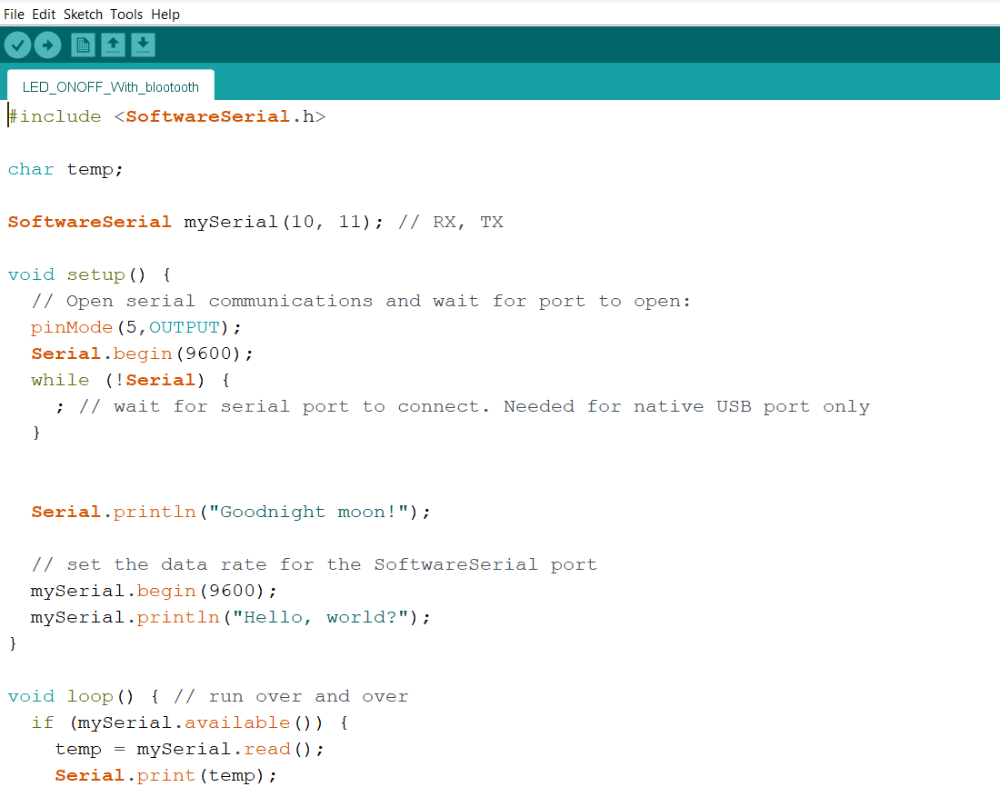 File Edit Sketch Tools Help
LED_ONOFF_With_blootooth
#include <SoftwareSerial.h>
char temp;
SoftwareSerial mySerial(10, 11); // RX, TX
void setup() {
  // Open serial communications and wait for port to open:
  pinMode(5,OUTPUT);
  Serial.begin(9600);
  while (!Serial) {
    ; // wait for serial port to connect. Needed for native USB port only
  }
  Serial.println("Goodnight moon!");
  // set the data rate for the SoftwareSerial port
  mySerial.begin(9600);
  mySerial.println("Hello, world?");
}
void loop() { // run over and over
  if (mySerial.available()) {
    temp = mySerial.read();
    Serial.print(temp);